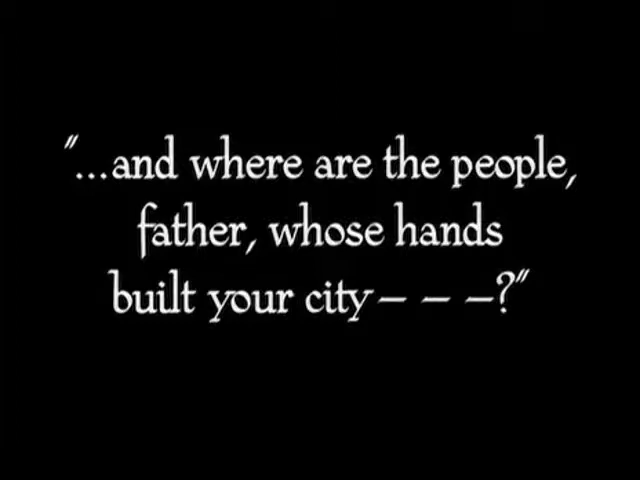 "...and where are the people,
father, whose hands
built your city— — —?"